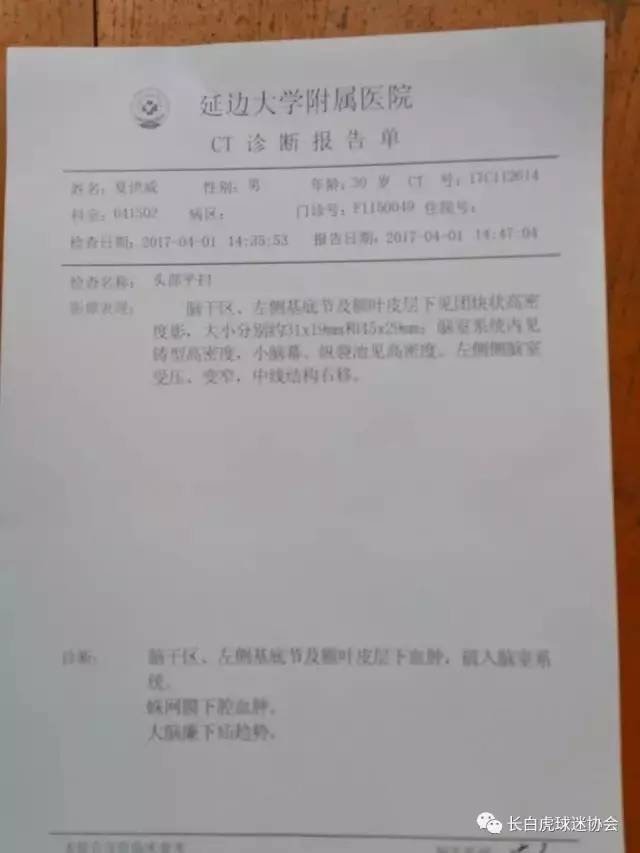 延边大学附属医院
CT 诊断报告单
姓名：夏洪威 性别：男 年龄：30 岁 CT 号：17C112614
科室：041502 病区： 门诊号：F1150049 住院号：
检查日期：2017-04-01 14:35:53 报告日期：2017-04-01 14:47:04
检查名称：头部平扫
影像表现： 脑干区、左侧基底节及额叶皮层下见团块状高密
度影，大小分别约31x19mm和45x29mm；脑室系统内见
铸型高密度，小脑幕、纵裂池见高密度。左侧侧脑室
受压、变窄，中线结构右移。
诊断： 脑干区、左侧基底节及额叶皮层下血肿，破入脑室系
统。
蛛网膜下腔血肿。
大脑廉下疝趋势。
长白虎球迷协会